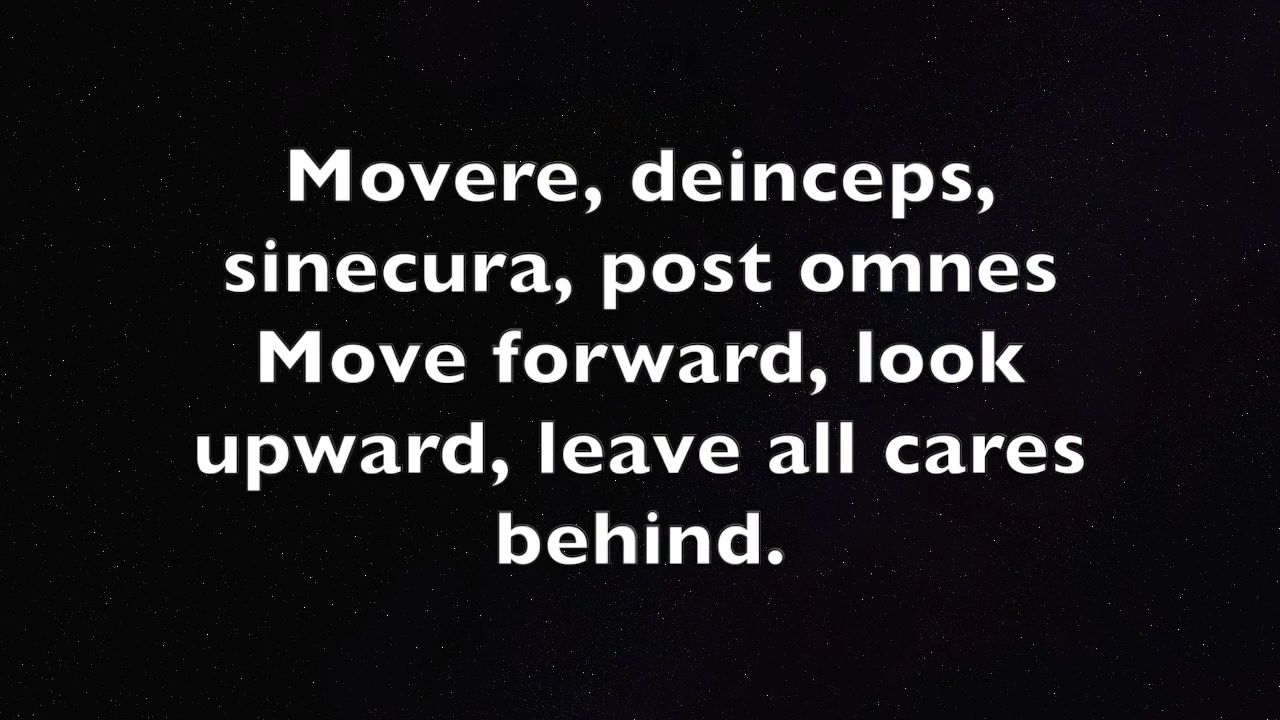 Movere, deinceps,
sinecura, post omnes
Move forward, look
upward, leave all cares
behind.